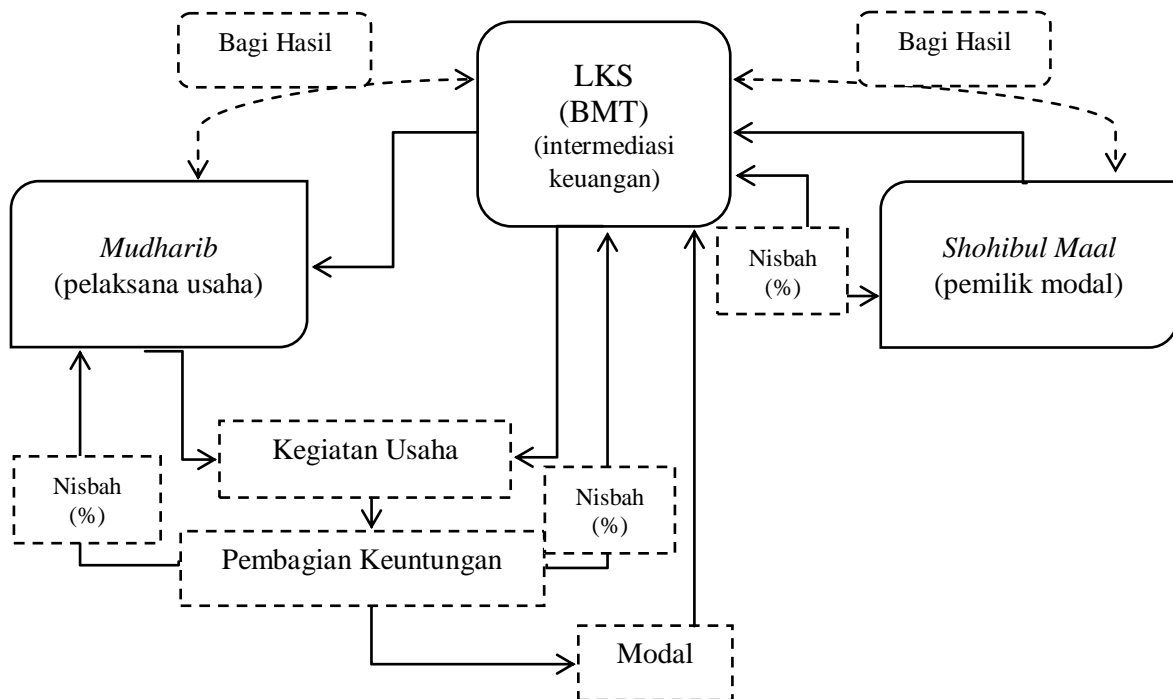 Bagi Hasil
LKS
(BMT)
(intermediasi
keuangan)
Bagi Hasil
Mudharib
(pelaksana usaha)
Nisbah
(%)
Shohibul Maal
(pemilik modal)
Kegiatan Usaha
Nisbah
(%)
Nisbah
(%)
Pembagian Keuntungan
Modal